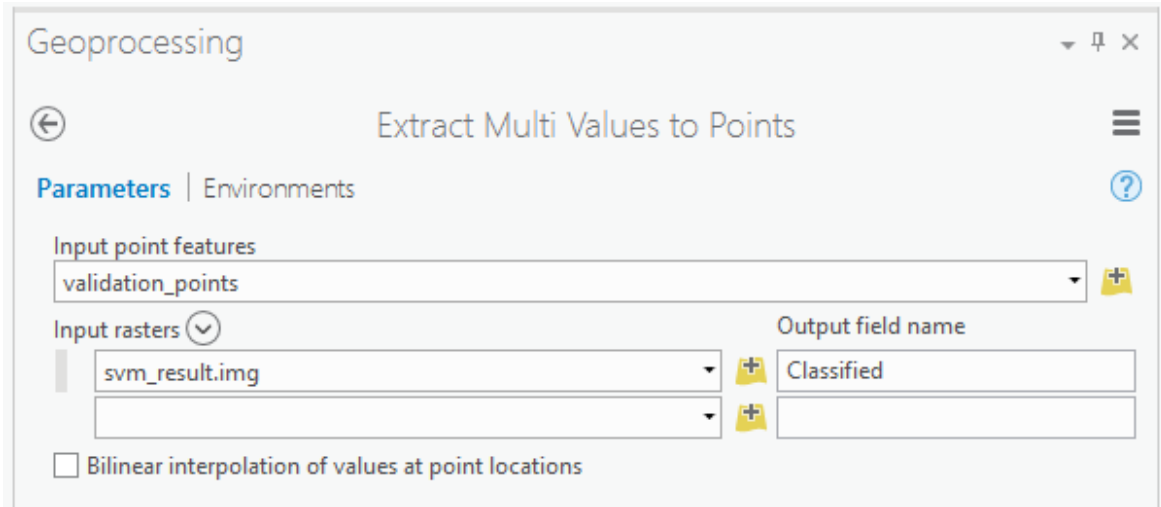 Geoprocessing
Extract Multi Values to Points
Parameters | Environments
Input point features
validation_points
Input rasters Output field name
svm_result.img Classified
Bilinear interpolation of values at point locations